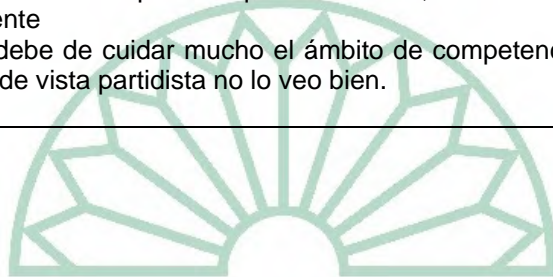 ente
debe de cuidar mucho el ámbito de competenc
de vista partidista no lo veo bien.